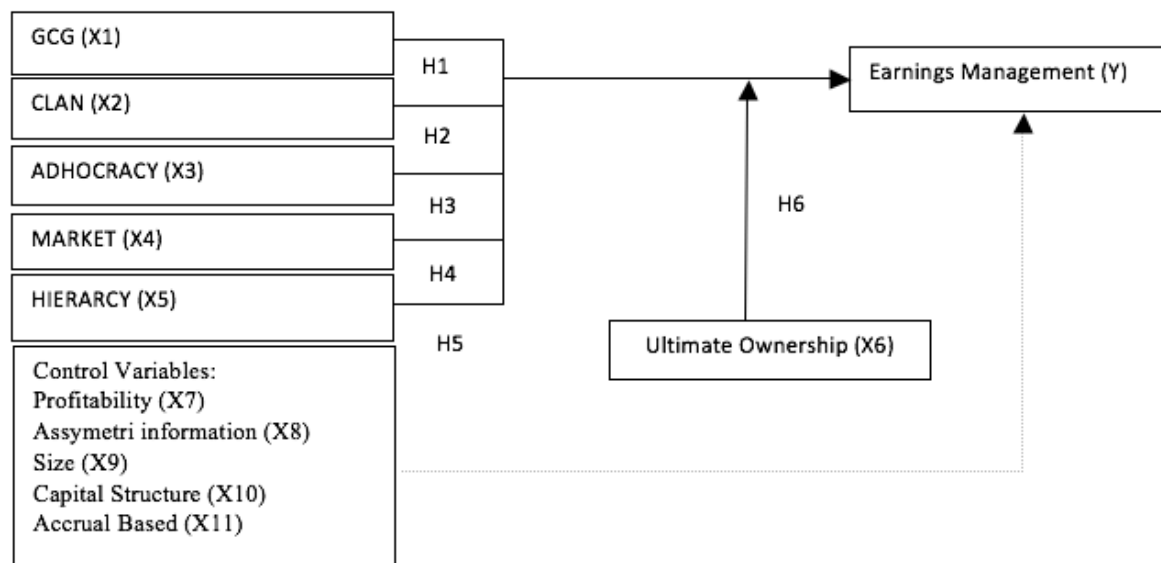 GCG (X1)
H1
Earnings Management (Y)
CLAN (X2)
H2
ADHOCRACY (X3)
H3
H6
MARKET (X4)
H4
HIERARCY (X5)
H5
Ultimate Ownership (X6)
Control Variables:
Profitability (X7)
Assymetri information (X8)
Size (X9)
Capital Structure (X10)
Accrual Based (X11)